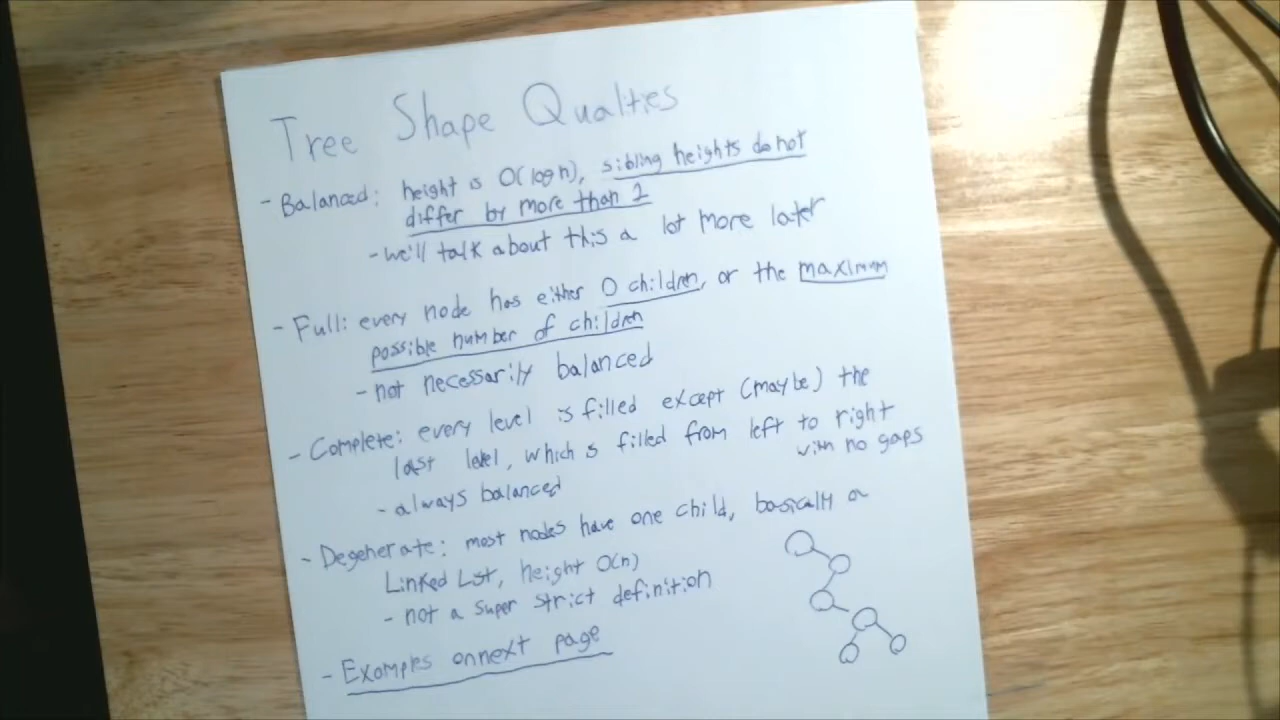 Tree Shape Qualties
- Balanced: height is O(log n), sibling heights do not
differ by more than 1
- we'll talk about this a lot more later
- Full: every node has either 0 children, or the maximum
possible number of children
- not necessarily balanced
- Complete: every level is filled except (maybe) the
last level, which is filled from left to right
with no gaps
- always balanced
- Degenerate: most nodes have one child, basically a
Linked List, height O(n)
- not a super strict definition
- Examples on next page